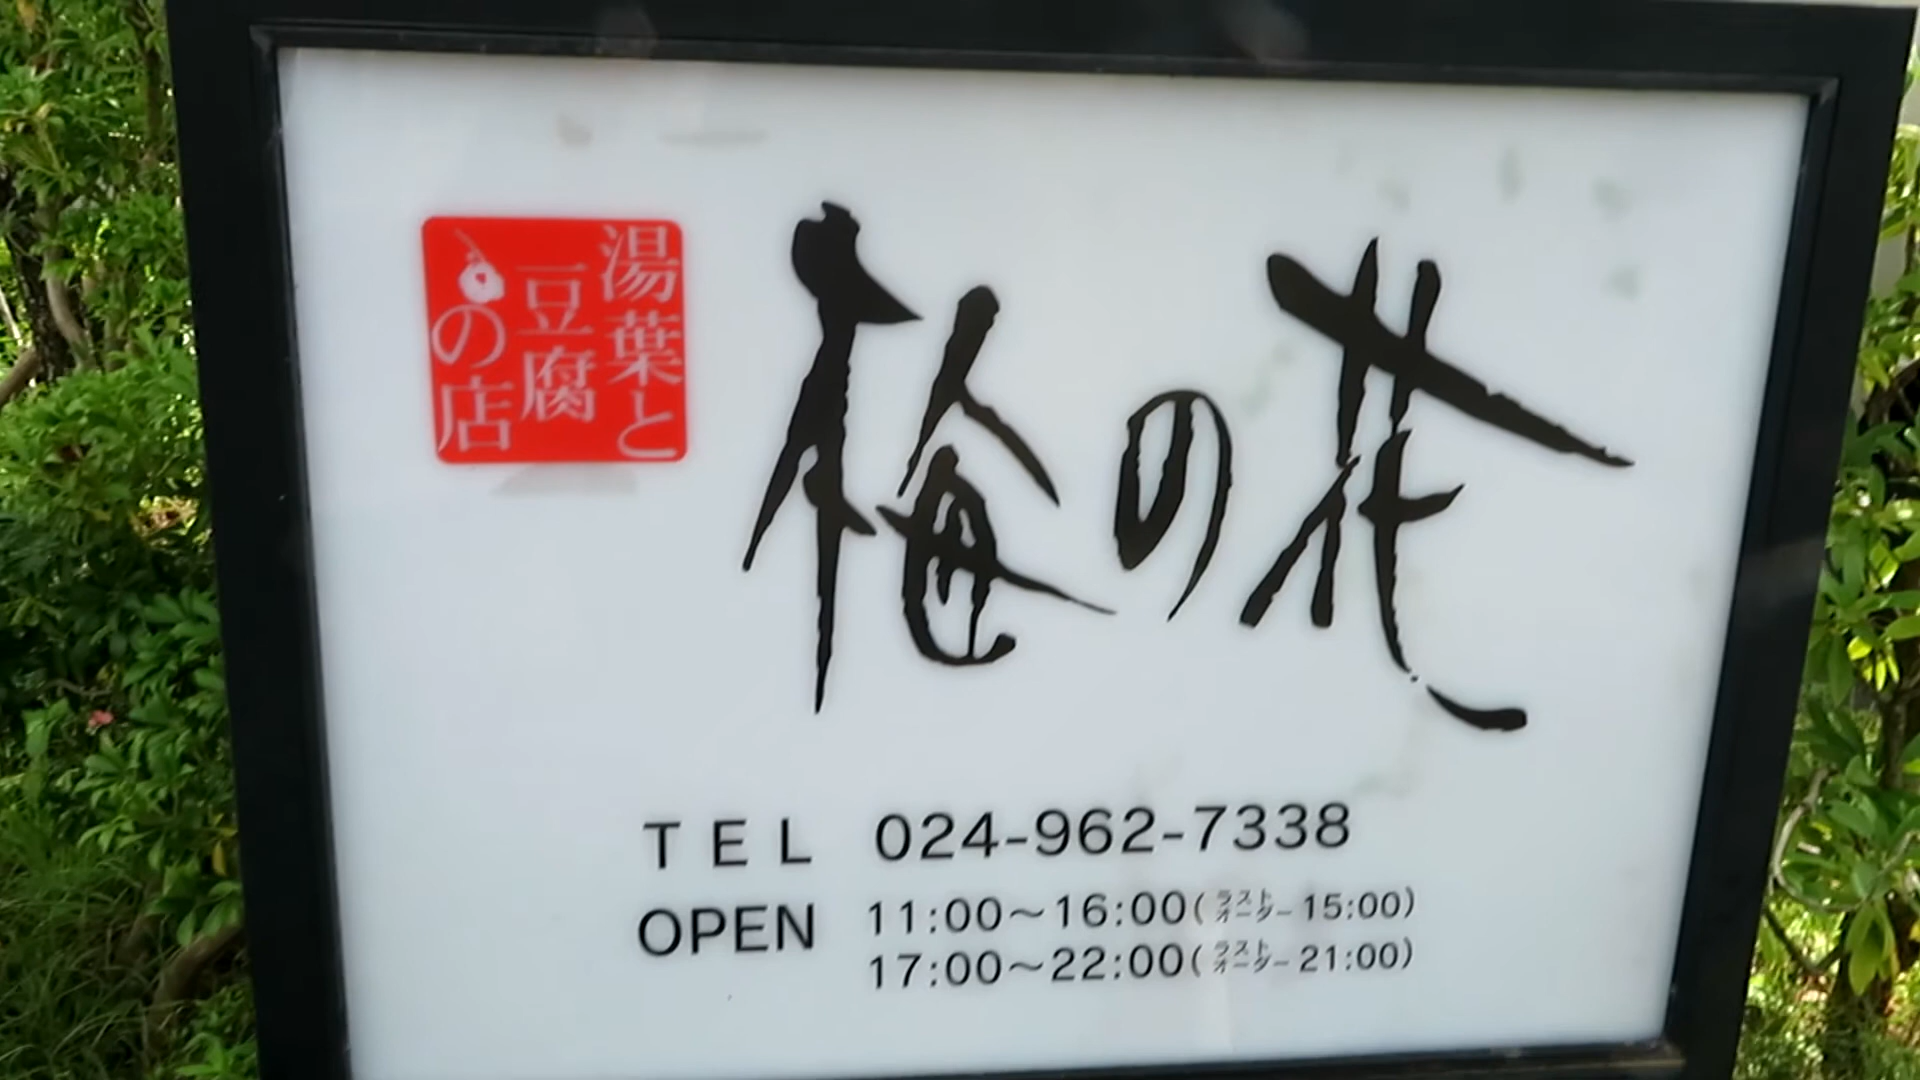 湯葉と
豆腐
の店
梅の花
TEL 024-962-7338
OPEN 11:00～16:00(ラストオーダー15:00)
17:00～22:00(ラストオーダー21:00)